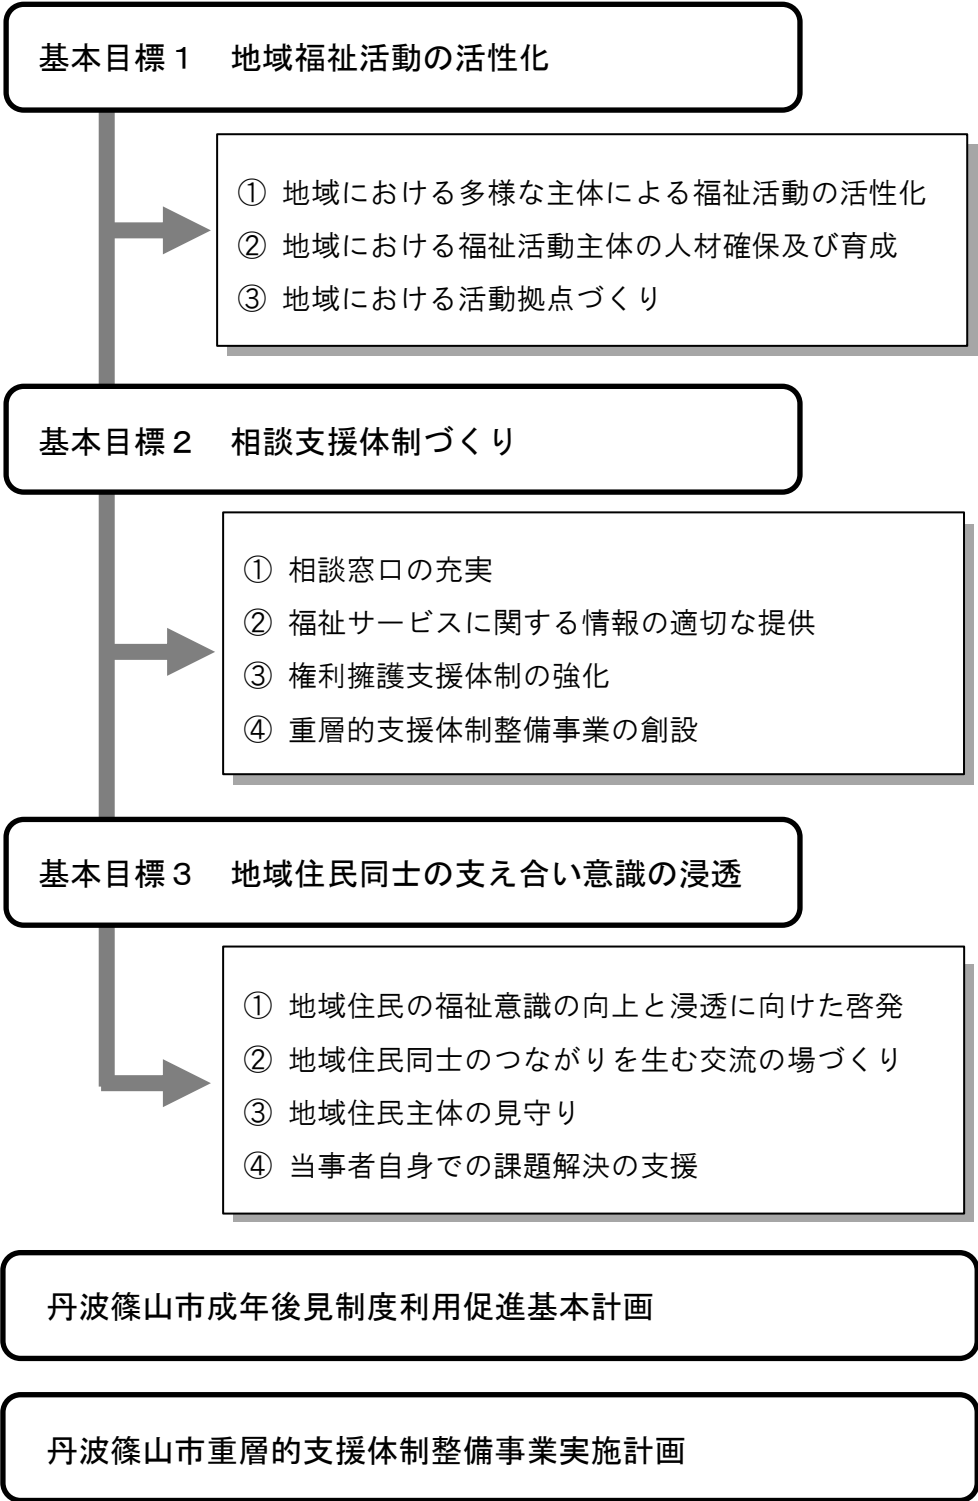 基本目標１　地域福祉活動の活性化
① 地域における多様な主体による福祉活動の活性化
② 地域における福祉活動主体の人材確保及び育成
③ 地域における活動拠点づくり
基本目標２　相談支援体制づくり
① 相談窓口の充実
② 福祉サービスに関する情報の適切な提供
③ 権利擁護支援体制の強化
④ 重層的支援体制整備事業の創設
基本目標３　地域住民同士の支え合い意識の浸透
① 地域住民の福祉意識の向上と浸透に向けた啓発
② 地域住民同士のつながりを生む交流の場づくり
③ 地域住民主体の見守り
④ 当事者自身での課題解決の支援
丹波篠山市成年後見制度利用促進基本計画
丹波篠山市重層的支援体制整備事業実施計画